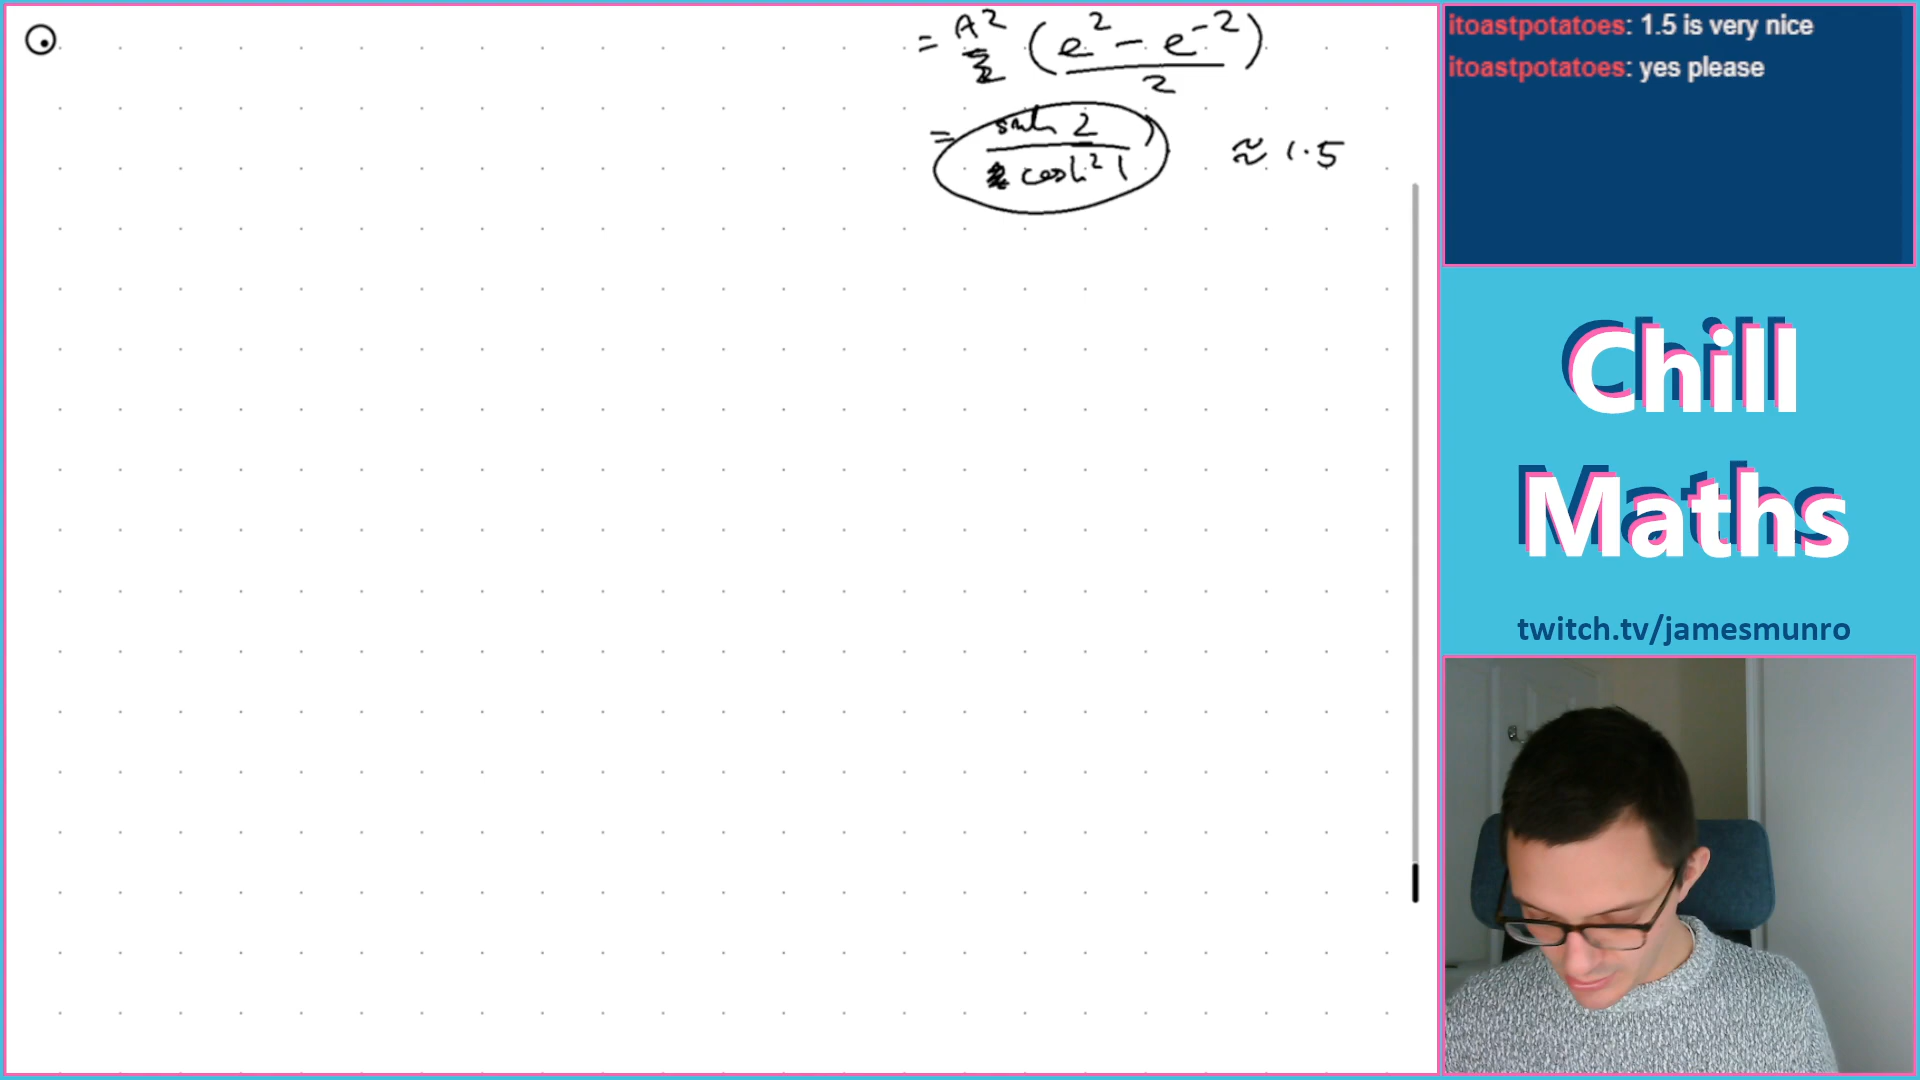 = A² (e² - e⁻²)
2
= sinh 2
cosh² 1
≈ 1.5
itoastpotatoes: 1.5 is very nice
itoastpotatoes: yes please
Chill
Maths
twitch.tv/jamesmunro